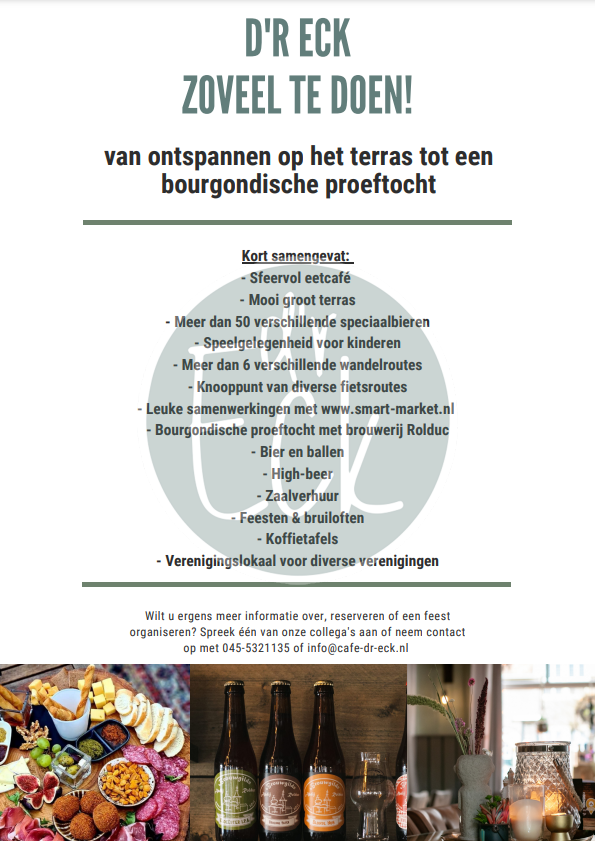 D'R ECK
ZOVEEL TE DOEN!
van ontspannen op het terras tot een
bourgondische proeftocht
Kort samengevat:
- Sfeervol eetcafé
- Mooi groot terras
- Meer dan 50 verschillende speciaalbieren
- Speelgelegenheid voor kinderen
- Meer dan 6 verschillende wandelroutes
- Knooppunt van diverse fietsroutes
- Leuke samenwerkingen met www.smart-market.nl
- Bourgondische proeftocht met brouwerij Rolduc
- Bier en ballen
- High-beer
- Zaalverhuur
- Feesten & bruiloften
- Koffietafels
- Verenigingslokaal voor diverse verenigingen
dr
Eck
Wilt u ergens meer informatie over, reserveren of een feest
organiseren? Spreek één van onze collega's aan of neem contact
op met 045-5321135 of info@cafe-dr-eck.nl